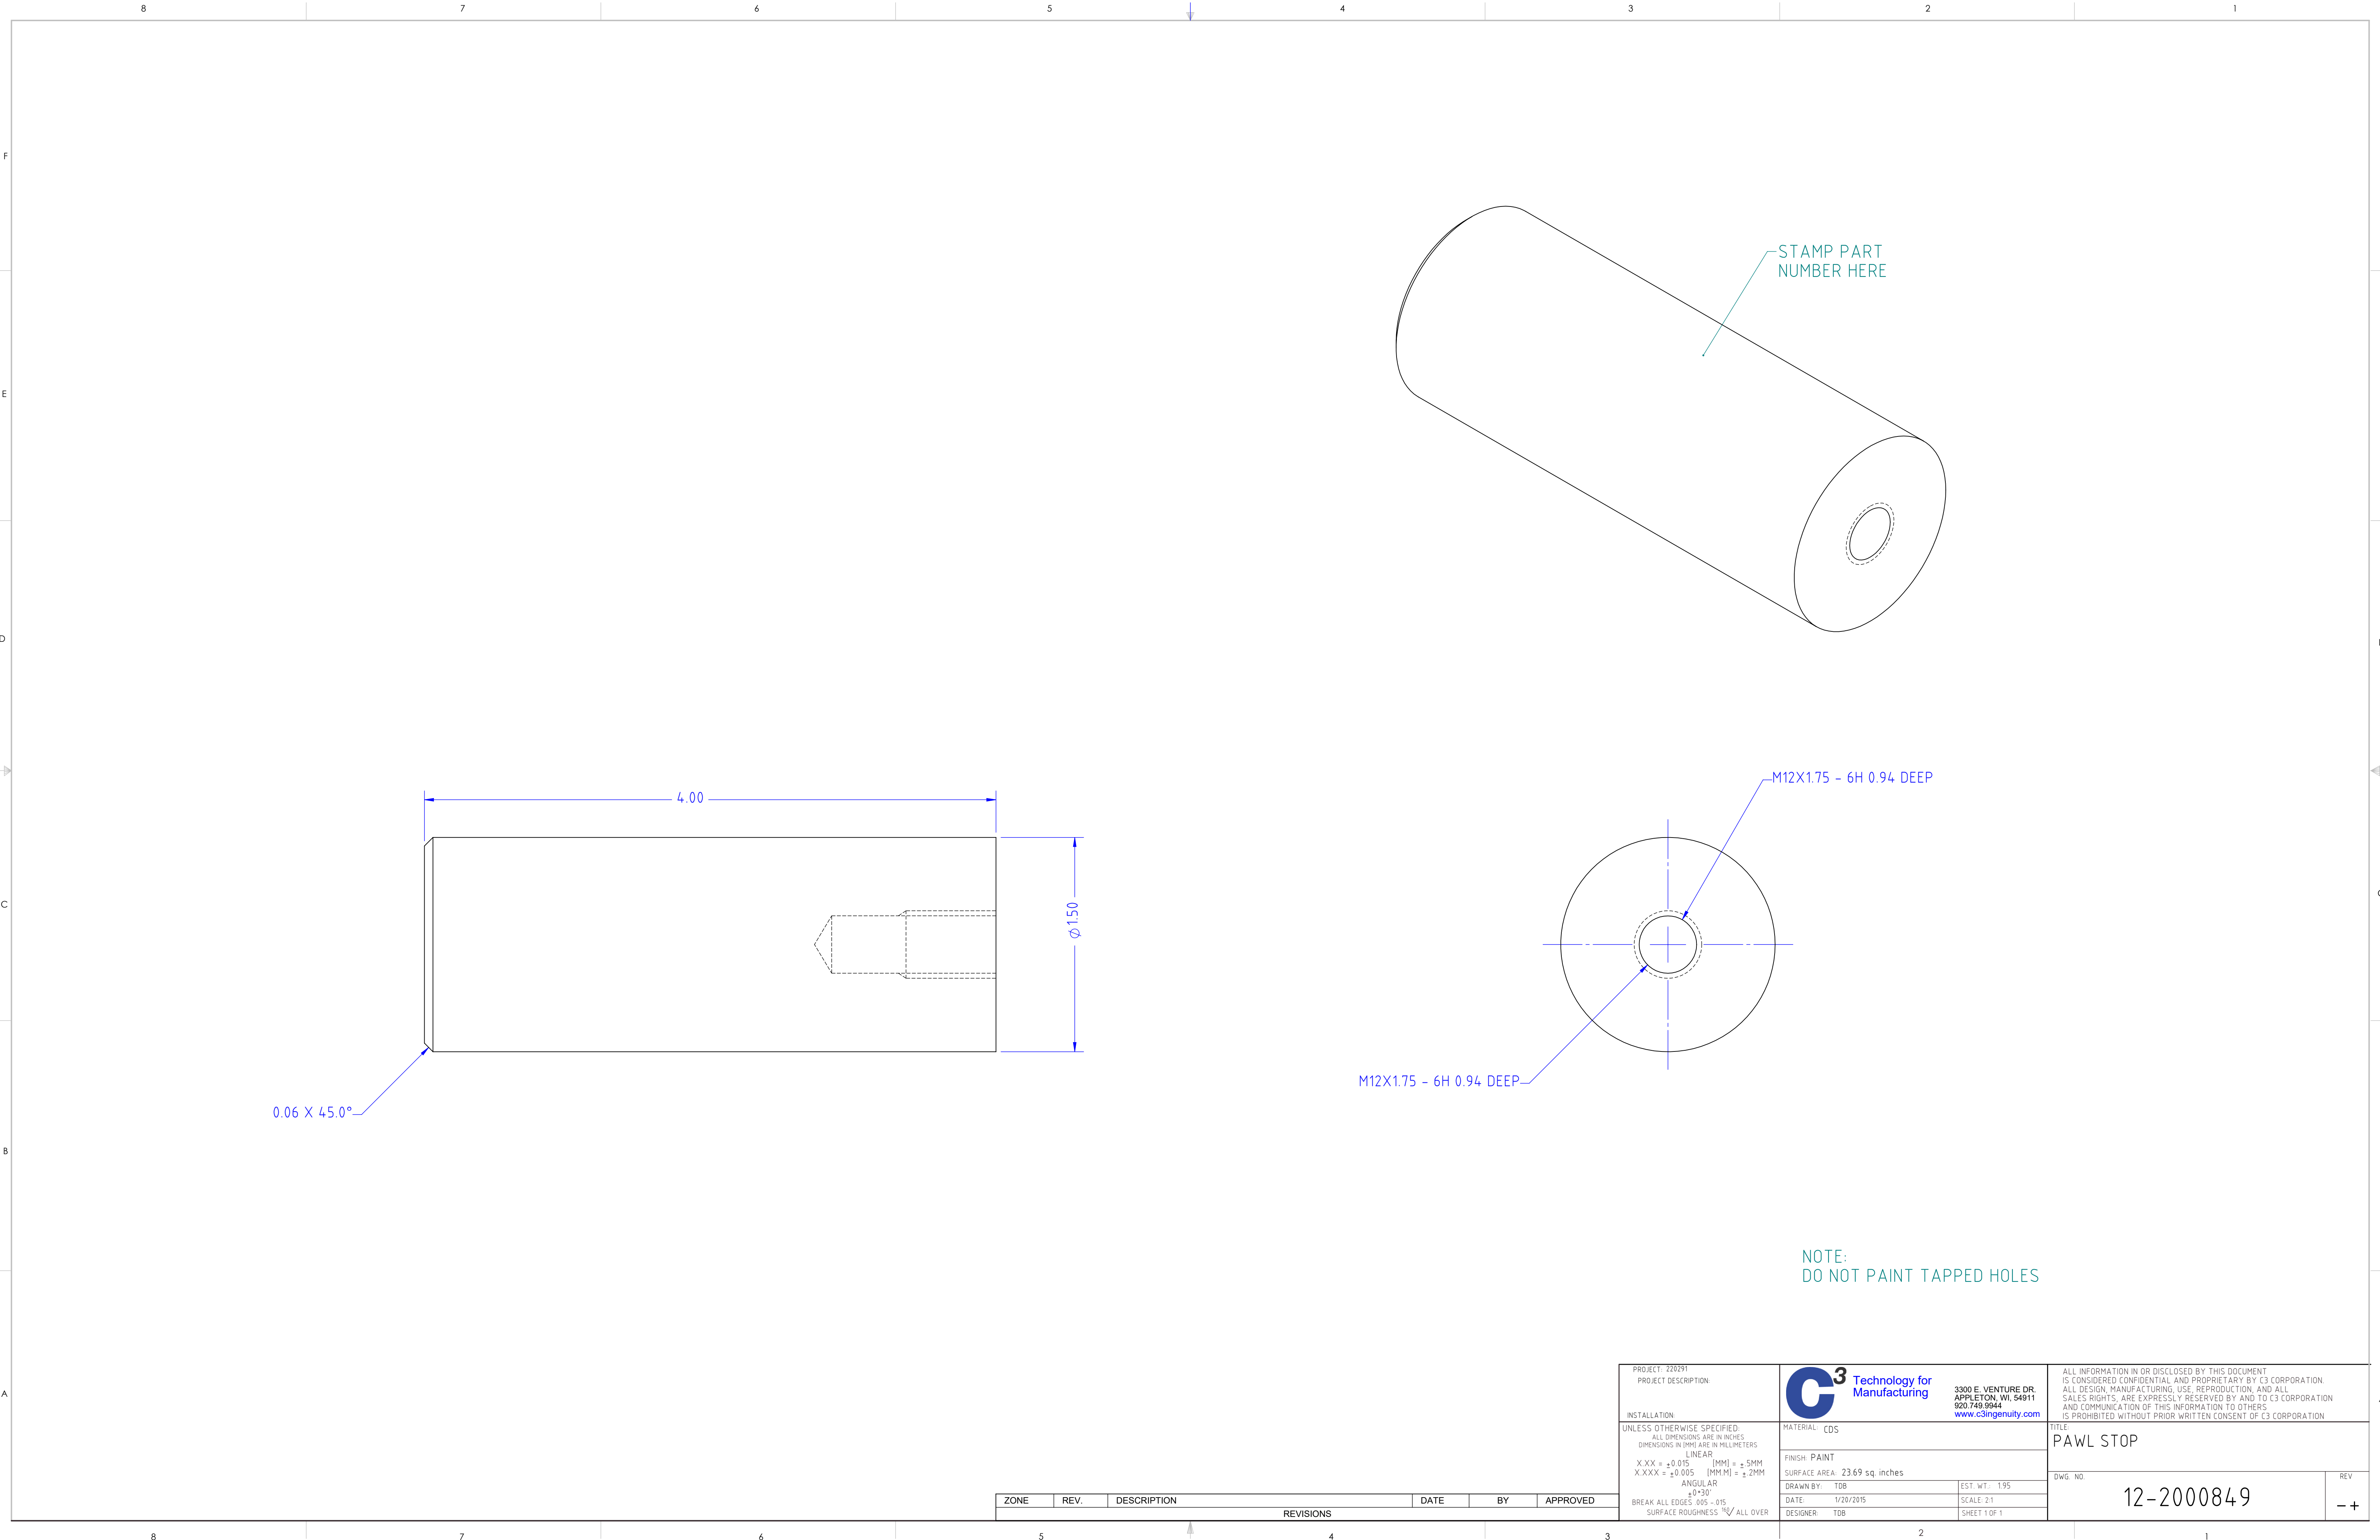 8 7 6 5 4 3 2 1
F
E
D
C
B
A
STAMP PART
NUMBER HERE
4.00
Ø1.50
0.06 X 45.0°
M12X1.75 - 6H 0.94 DEEP
M12X1.75 - 6H 0.94 DEEP
NOTE:
DO NOT PAINT TAPPED HOLES
PROJECT: 220291
PROJECT DESCRIPTION:
INSTALLATION:
C3 Technology for
Manufacturing
3300 E. VENTURE DR.
APPLETON, WI, 54911
920.749.9944
www.c3ingenuity.com
ALL INFORMATION IN OR DISCLOSED BY THIS DOCUMENT
IS CONSIDERED CONFIDENTIAL AND PROPRIETARY BY C3 CORPORATION.
ALL DESIGN, MANUFACTURING, USE, REPRODUCTION, AND ALL
SALES RIGHTS, ARE EXPRESSLY RESERVED BY AND TO C3 CORPORATION
AND COMMUNICATION OF THIS INFORMATION TO OTHERS
IS PROHIBITED WITHOUT PRIOR WRITTEN CONSENT OF C3 CORPORATION
UNLESS OTHERWISE SPECIFIED:
ALL DIMENSIONS ARE IN INCHES
DIMENSIONS IN [MM] ARE IN MILLIMETERS
LINEAR
X.XX = ±0.015 [MM] = ±.5MM
X.XXX = ±0.005 [MM.M] = ±.2MM
ANGULAR
±0°30'
BREAK ALL EDGES .005 -.015
SURFACE ROUGHNESS 160 ALL OVER
MATERIAL: CDS
FINISH: PAINT
SURFACE AREA: 23.69 sq. inches
DRAWN BY: TDB
EST. WT.: 1.95
DATE: 1/20/2015
SCALE: 2:1
DESIGNER: TDB
SHEET 1 OF 1
TITLE:
PAWL STOP
DWG. NO.
12-2000849
REV
-+
ZONE REV. DESCRIPTION DATE BY APPROVED
REVISIONS
8 7 6 5 4 3 2 1